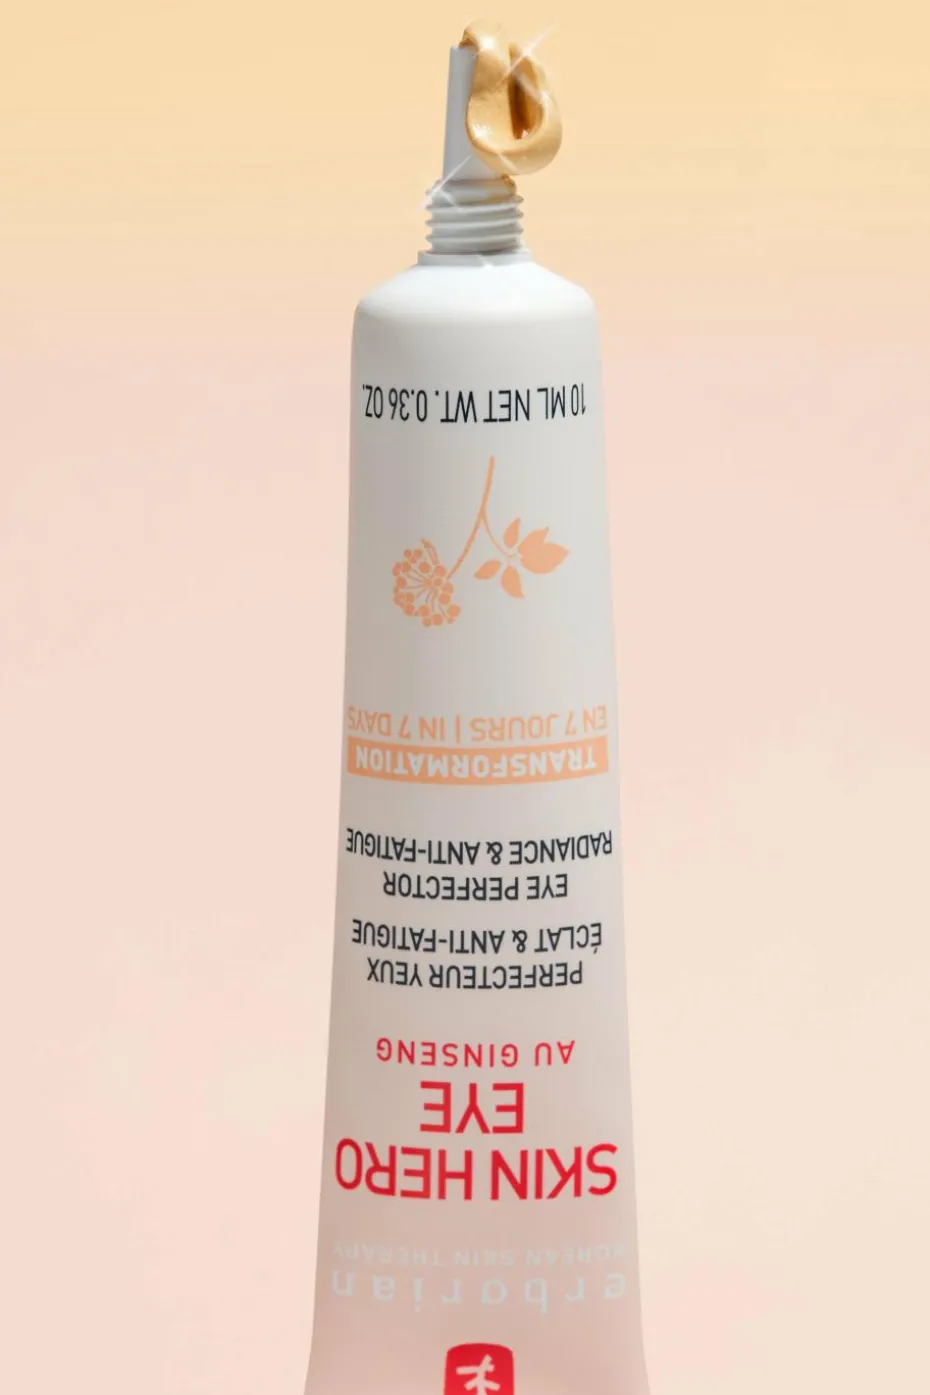 erborian
KOREAN SKIN THERAPY
SKIN HERO
EYE
AU GINSENG
PERFECTEUR YEUX
ÉCLAT & ANTI-FATIGUE
EYE PERFECTOR
RADIANCE & ANTI-FATIGUE
TRANSFORMATION
EN 7 JOURS | IN 7 DAYS
10 ML NET WT. 0.36 OZ.